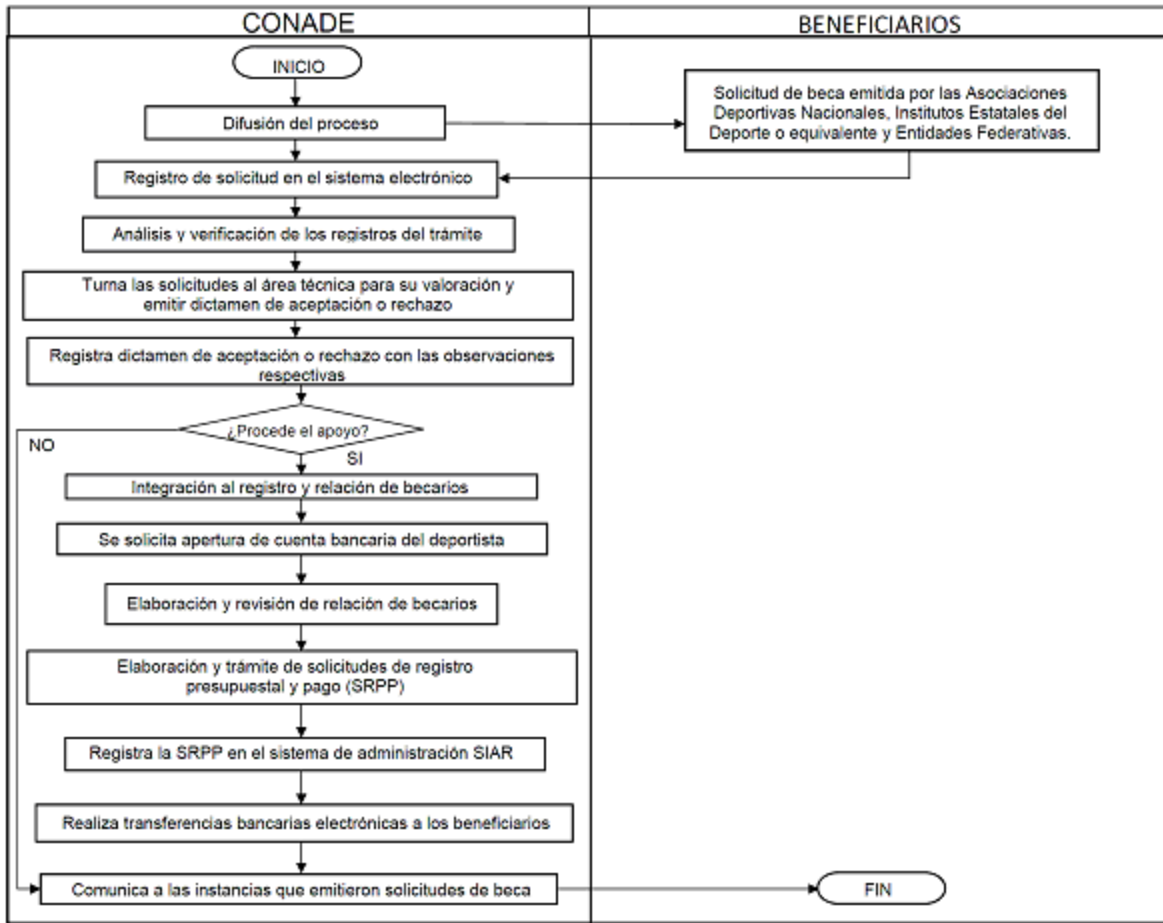 CONADE
BENEFICIARIOS
INICIO
Difusión del proceso
Solicitud de beca emitida por las Asociaciones
Deportivas Nacionales, Institutos Estatales del
Deporte o equivalente y Entidades Federativas.
Registro de solicitud en el sistema electrónico
Análisis y verificación de los registros del trámite
Turna las solicitudes al área técnica para su valoración y
emitir dictamen de aceptación o rechazo
Registra dictamen de aceptación o rechazo con las observaciones
respectivas
¿Procede el apoyo?
NO
SI
Integración al registro y relación de becarios
Se solicita apertura de cuenta bancaria del deportista
Elaboración y revisión de relación de becarios
Elaboración y trámite de solicitudes de registro
presupuestal y pago (SRPP)
Registra la SRPP en el sistema de administración SIAR
Realiza transferencias bancarias electrónicas a los beneficiarios
Comunica a las instancias que emitieron solicitudes de beca
FIN